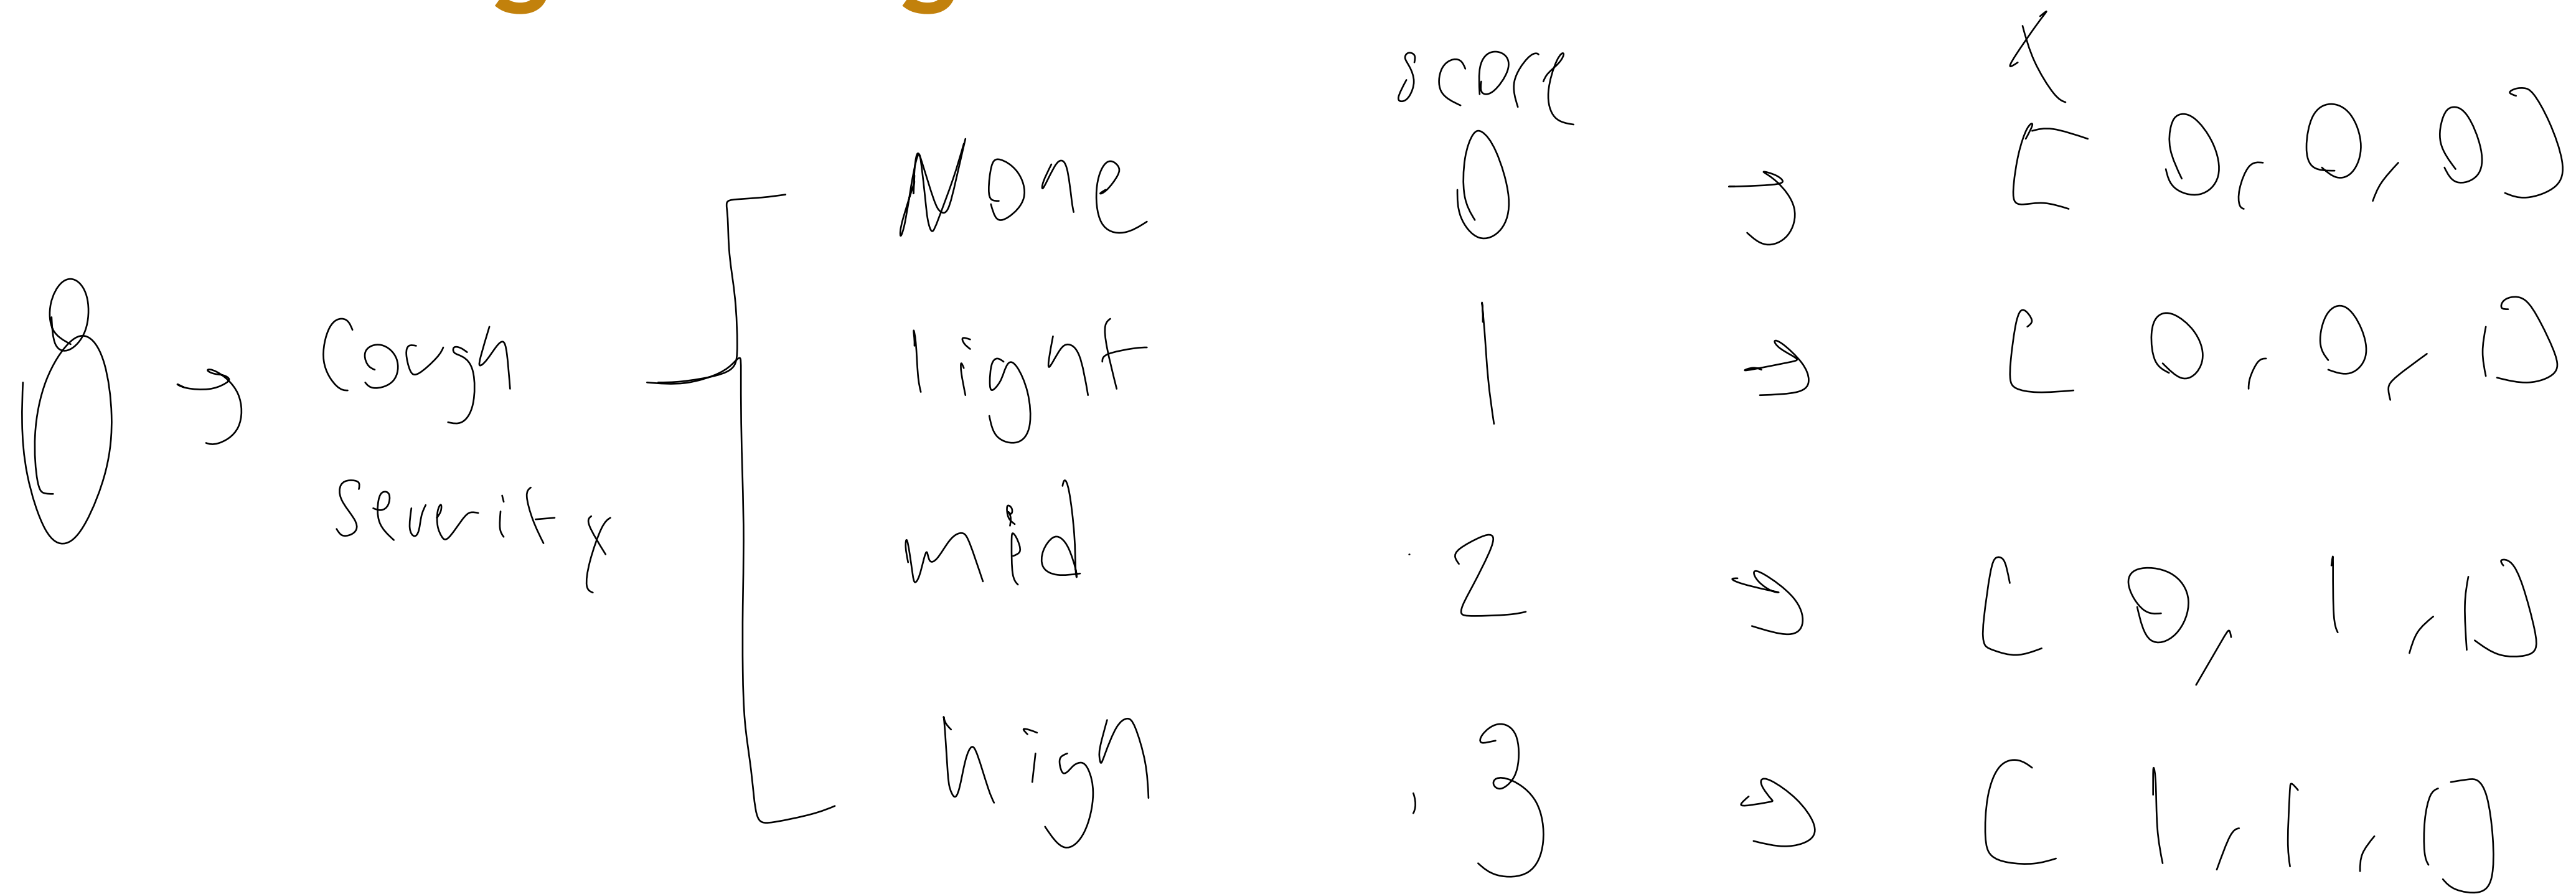 score X
None 0 → [ 0, 0, 0]
→ Cough light 1 → [ 0, 0, 1]
Severity mid 2 → [ 0, 1, 1]
high 3 → [ 1, 1, 1]